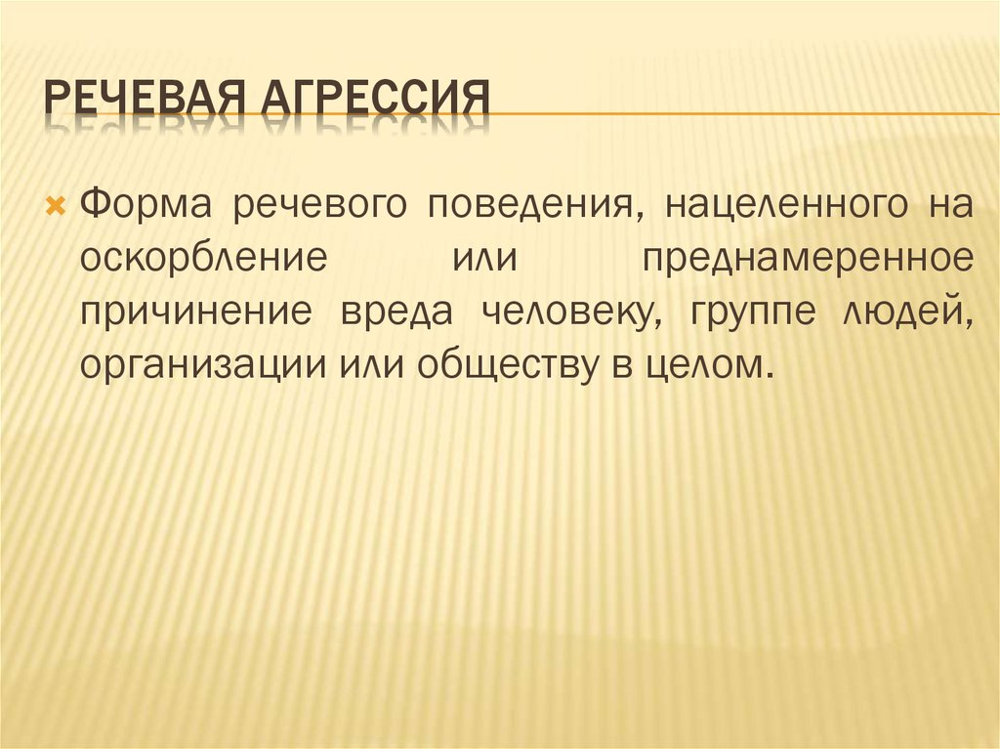 РЕЧЕВАЯ АГРЕССИЯ
Форма речевого поведения, нацеленного на
оскорбление или преднамеренное
причинение вреда человеку, группе людей,
организации или обществу в целом.